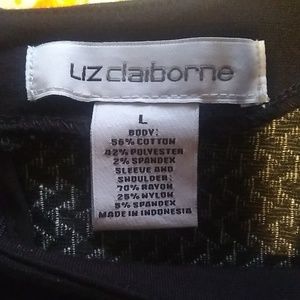 Liz claiborne
L
BODY:
56% COTTON
42% POLYESTER
2% SPANDEX
SLEEVE AND
SHOULDER:
70% RAYON
25% NYLON
5% SPANDEX
MADE IN INDONESIA